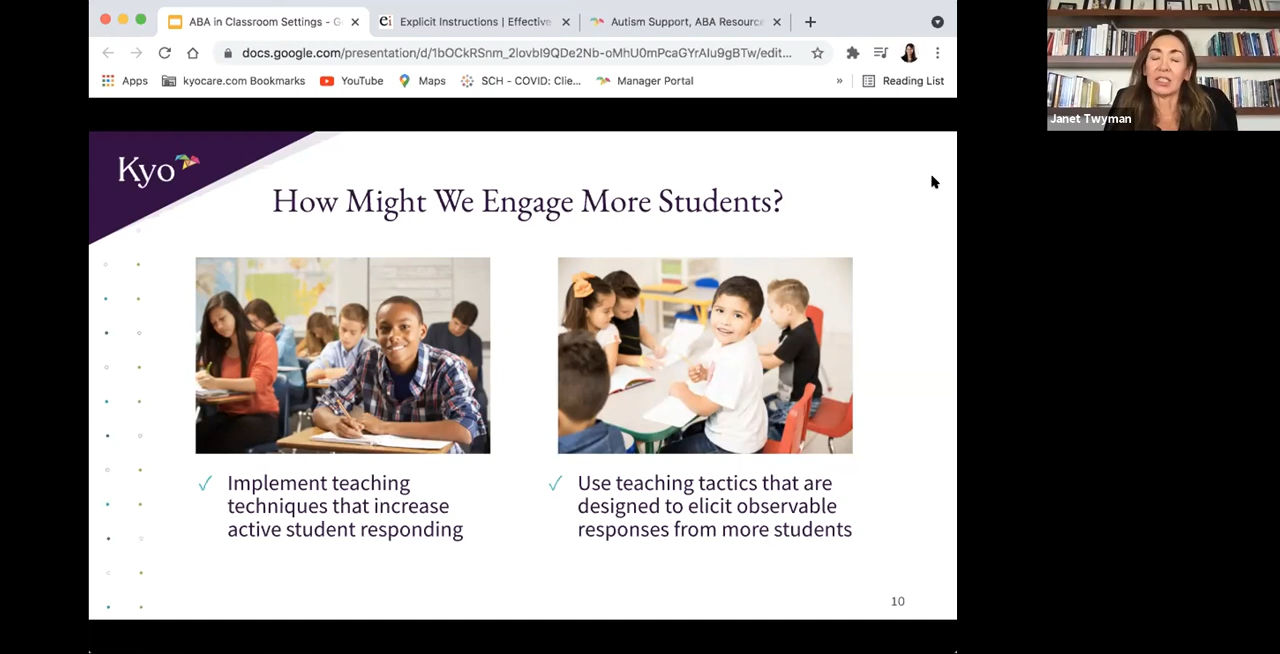 ABA in Classroom Settings - G
Explicit Instructions | Effective
Autism Support, ABA Resource
docs.google.com/presentation/d/1bOCkRSnm_2lovbI9QDe2Nb-oMhU0mPcaGYrAIu9gBTw/edit...
Apps
kyocare.com Bookmarks
YouTube
Maps
SCH - COVID: Clie...
Manager Portal
»
Reading List
Janet Twyman
Kyo
How Might We Engage More Students?
✓ Implement teaching
techniques that increase
active student responding
✓ Use teaching tactics that are
designed to elicit observable
responses from more students
10